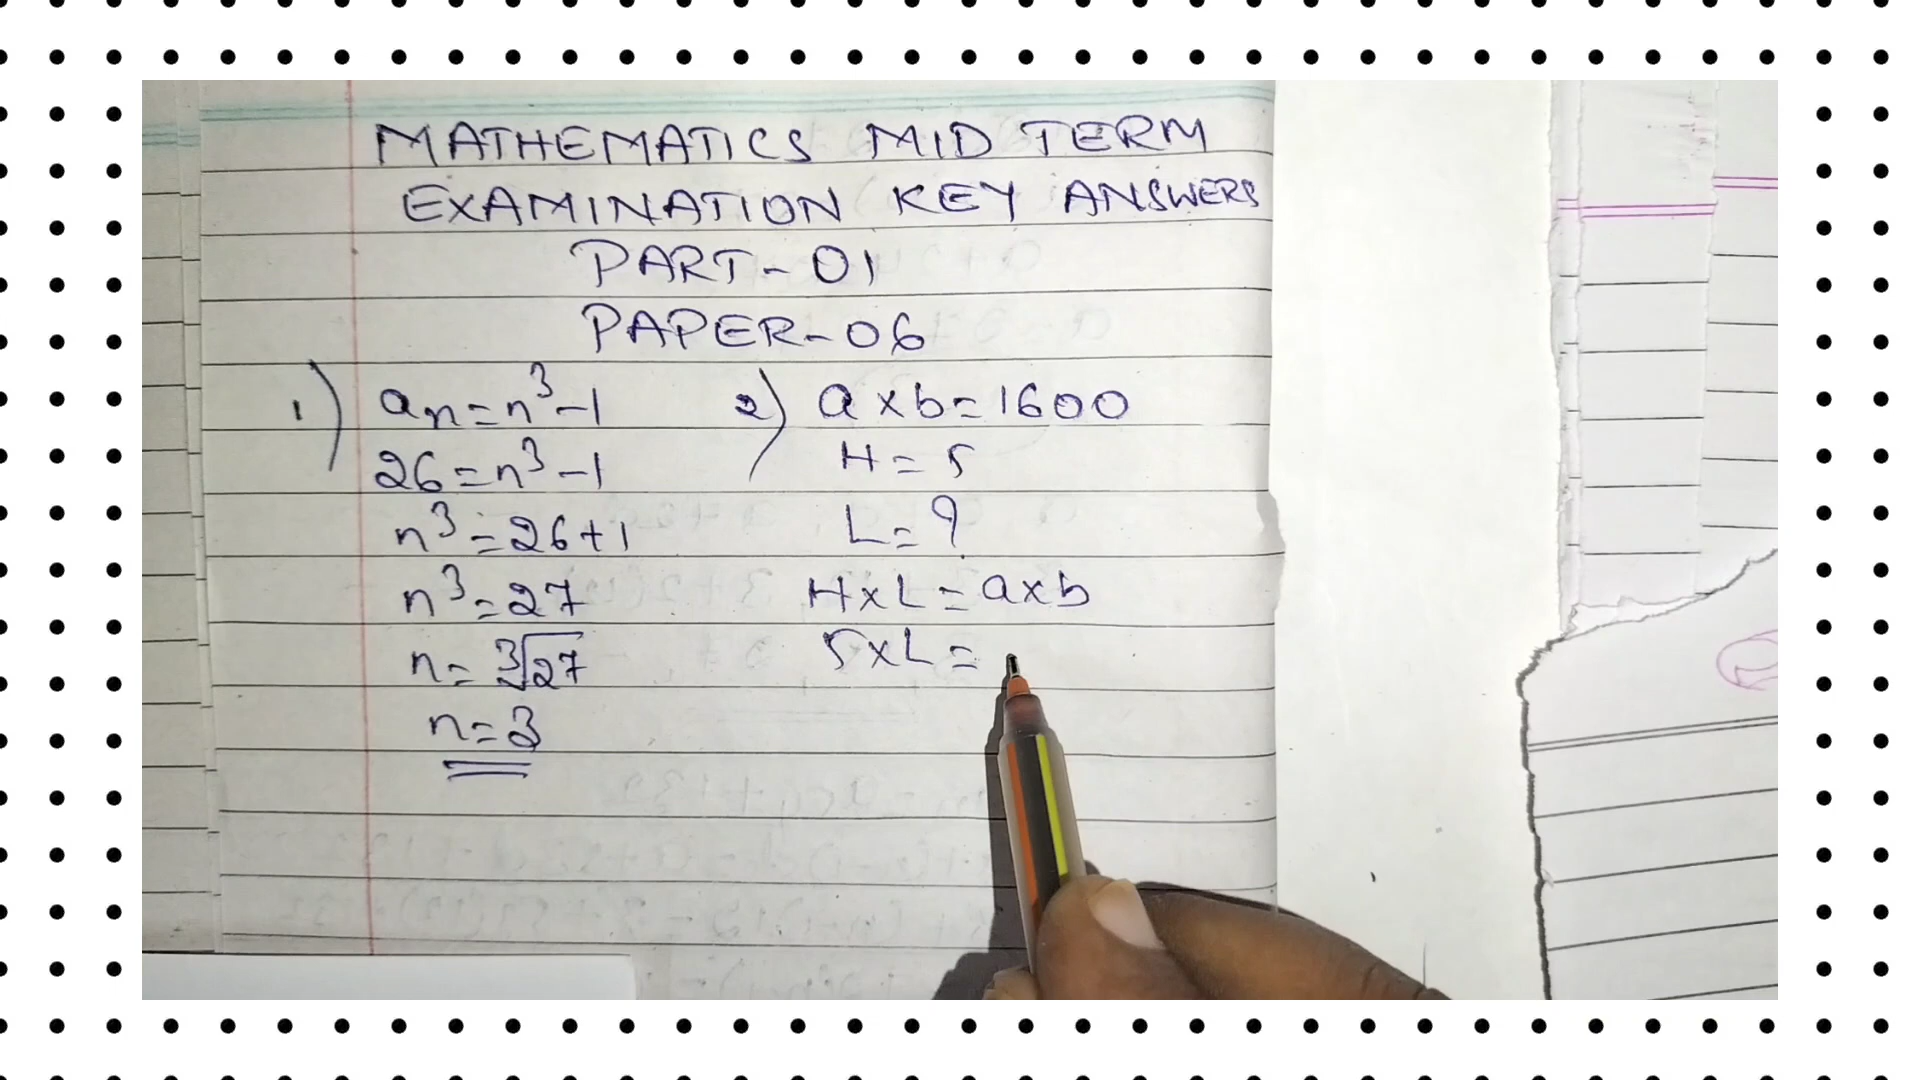 MATHEMATICS MID TERM
EXAMINATION KEY ANSWERS
PART-01
PAPER-06
1) aₙ=n³-1
26=n³-1
n³=26+1
n³=27
n=∛27
n=3
2) a×b=1600
H=5
L=?
H×L=a×b
5×L=